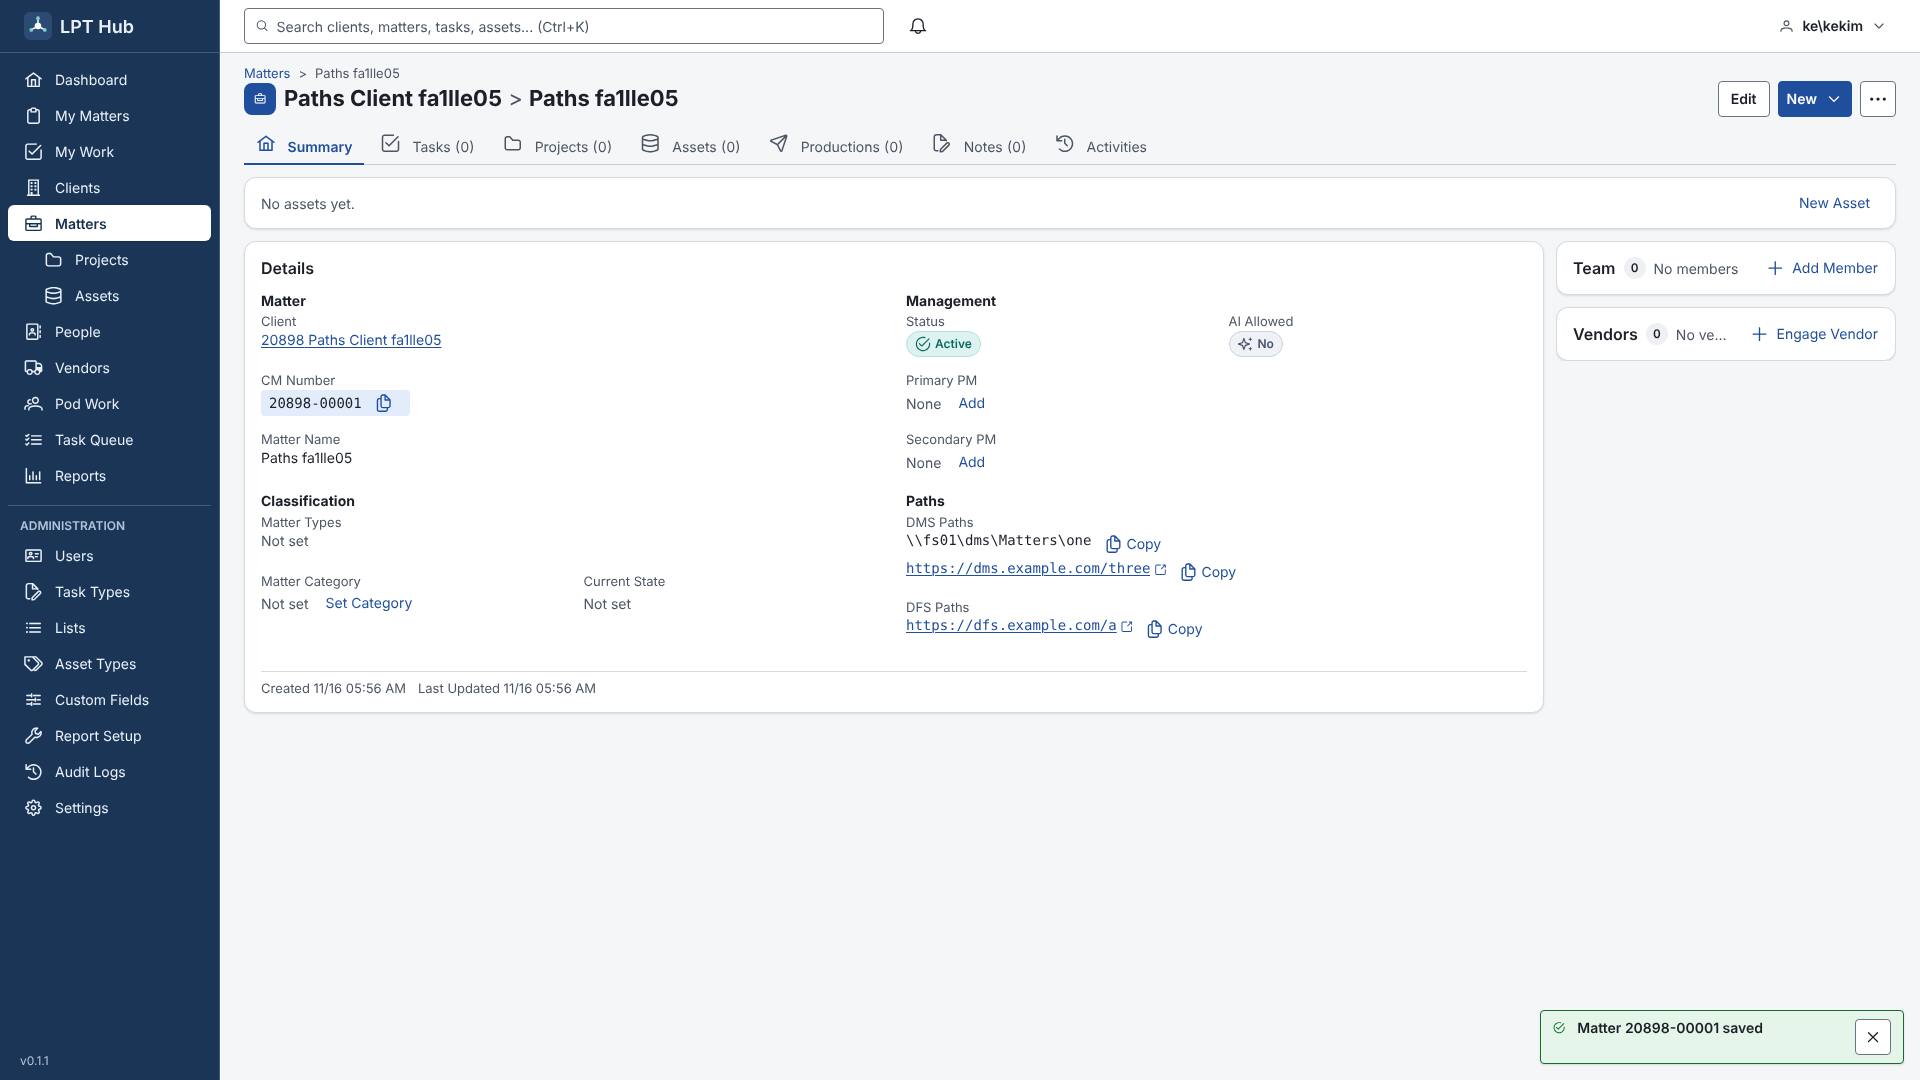 LPT Hub
Search clients, matters, tasks, assets... (Ctrl+K)
ke\kekim
Dashboard
My Matters
My Work
Clients
Matters
Projects
Assets
People
Vendors
Pod Work
Task Queue
Reports
ADMINISTRATION
Users
Task Types
Lists
Asset Types
Custom Fields
Report Setup
Audit Logs
Settings
v0.1.1
Matters > Paths fa1lle05
Paths Client fa1lle05 > Paths fa1lle05
Edit
New
Summary
Tasks (0)
Projects (0)
Assets (0)
Productions (0)
Notes (0)
Activities
No assets yet.
New Asset
Details
Matter
Client
20898 Paths Client fa1lle05
CM Number
20898-00001
Matter Name
Paths fa1lle05
Classification
Matter Types
Not set
Matter Category
Not set Set Category
Current State
Not set
Management
Status
Active
AI Allowed
No
Primary PM
None Add
Secondary PM
None Add
Paths
DMS Paths
\\fs01\dms\Matters\one Copy
https://dms.example.com/three Copy
DFS Paths
https://dfs.example.com/a Copy
Created 11/16 05:56 AM Last Updated 11/16 05:56 AM
Team 0 No members Add Member
Vendors 0 No ve... Engage Vendor
Matter 20898-00001 saved